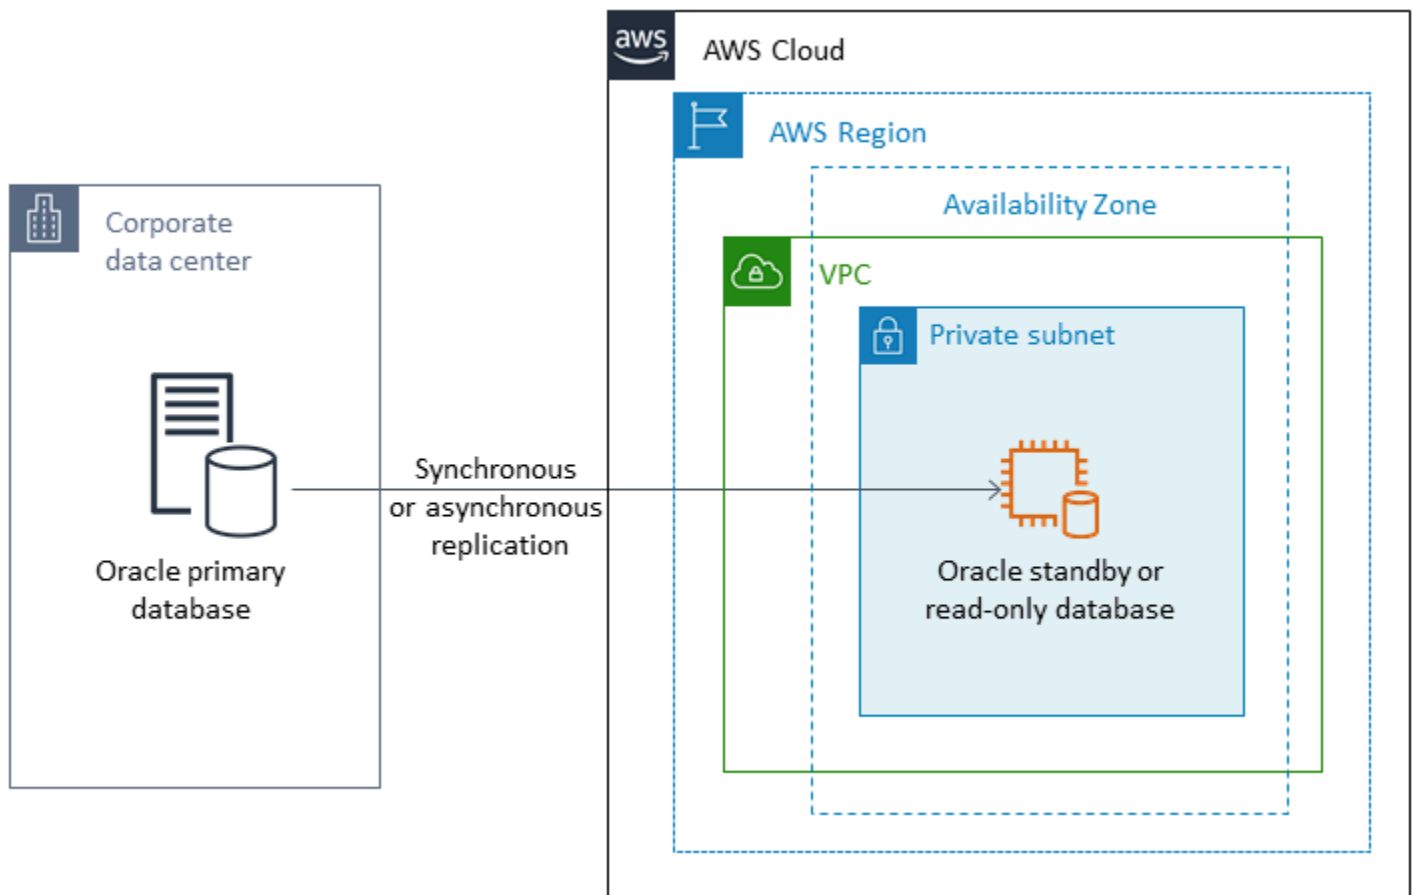 aws
AWS Cloud
AWS Region
Availability Zone
Corporate
data center
VPC
Private subnet
Synchronous
or asynchronous
replication
Oracle primary
database
Oracle standby or
read-only database